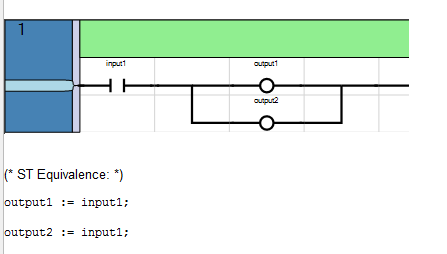 1
input1
output1
output2
(* ST Equivalence: *)
output1 := input1;
output2 := input1;